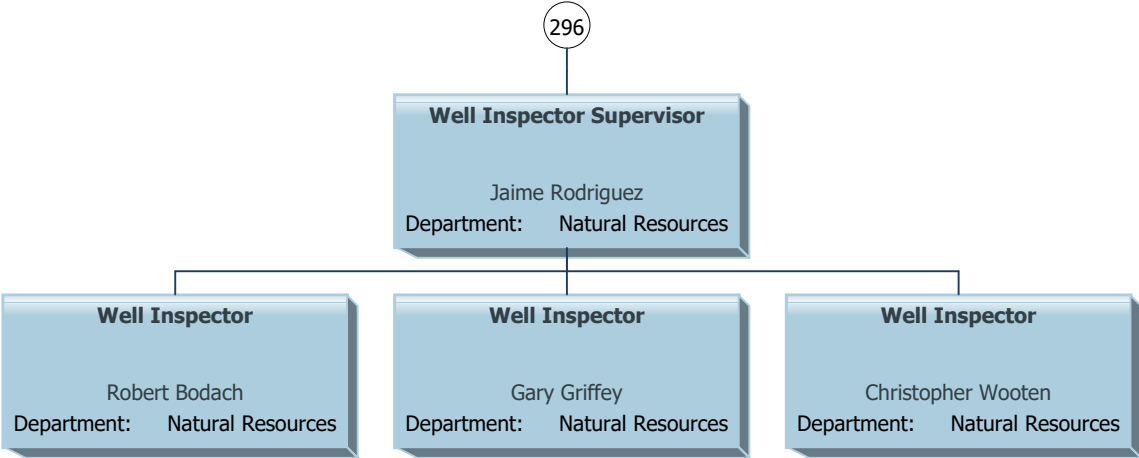 296
Well Inspector Supervisor
Jaime Rodriguez
Department: Natural Resources
Well Inspector
Robert Bodach
Department: Natural Resources
Well Inspector
Gary Griffey
Department: Natural Resources
Well Inspector
Christopher Wooten
Department: Natural Resources